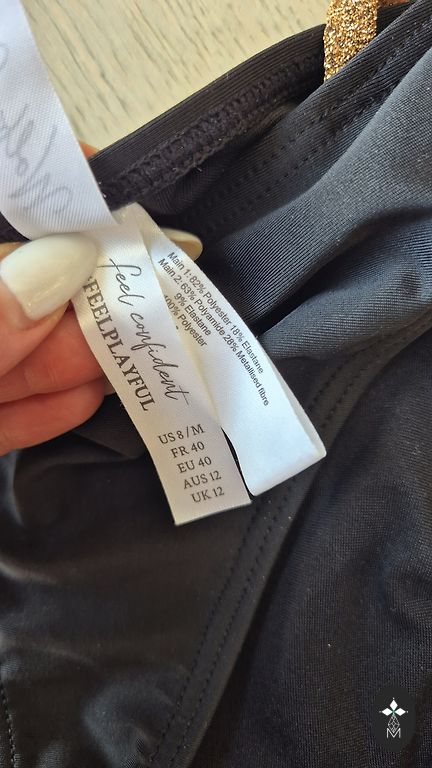 feel confident
#FEELPLAYFUL
US 8 / M
FR 40
EU 40
AUS 12
UK 12
Main 1: 82% Polyester 18% Elastane
Main 2: 63% Polyamide 28% Metallised fibre
9% Elastane
100% Polyester
M